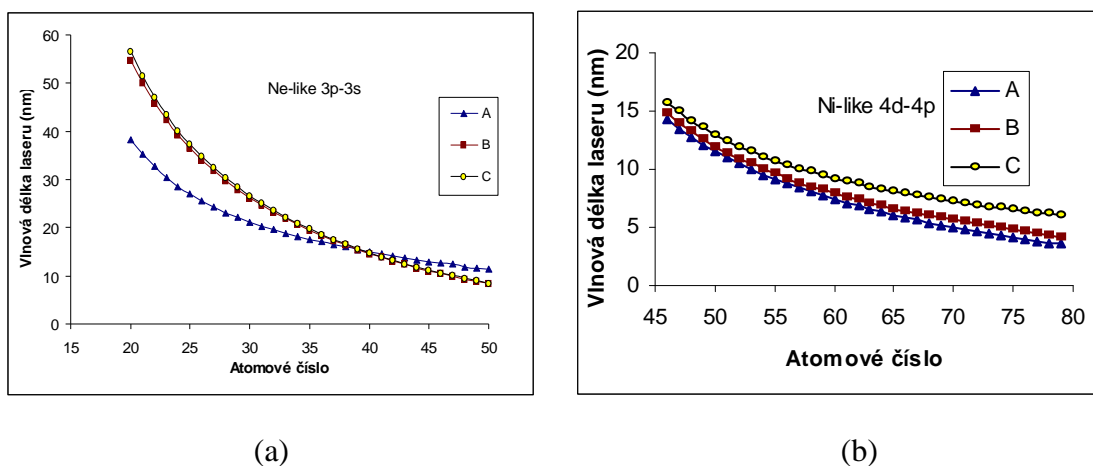 60
50
40
30
20
10
0
Vlnová délka laseru (nm)
Ne-like 3p-3s
A
B
C
15 20 25 30 35 40 45 50
Atomové číslo
(a)
20
15
10
5
0
Vlnová délka laseru (nm)
Ni-like 4d-4p
A
B
C
45 50 55 60 65 70 75 80
Atomové číslo
(b)